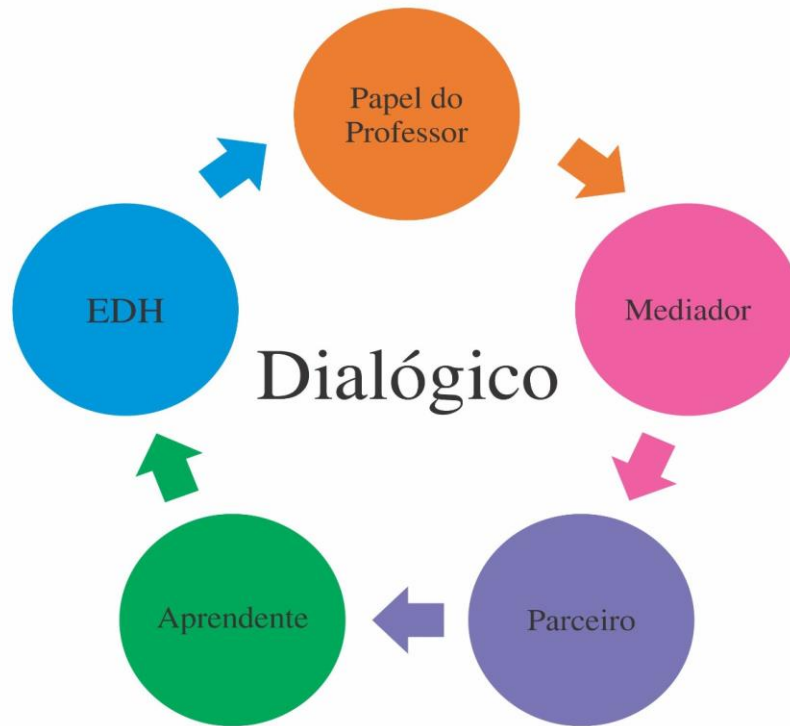 Papel do
Professor
Mediador
Parceiro
Aprendente
EDH
Dialógico